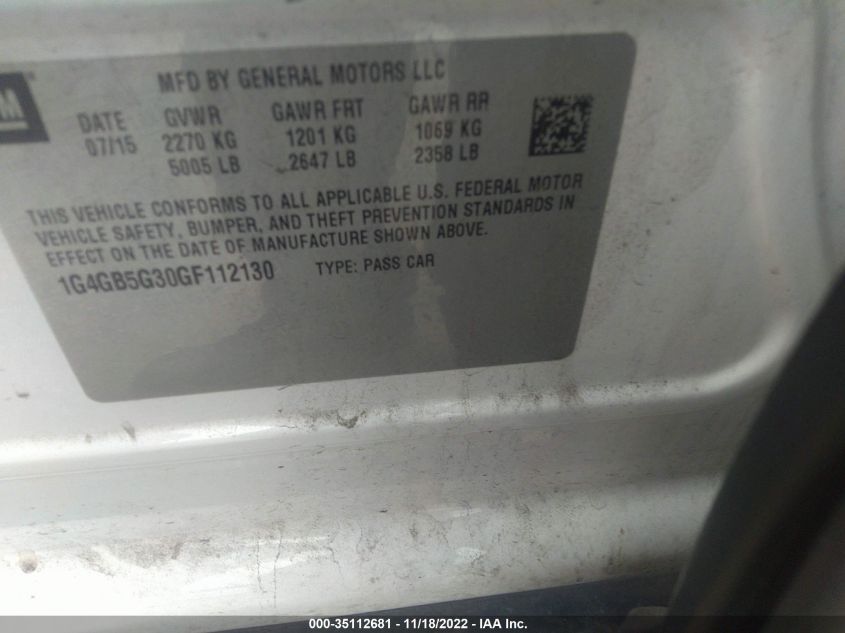 GM
MFD BY GENERAL MOTORS LLC
DATE GVWR GAWR FRT GAWR RR
07/15 2270 KG 1201 KG 1069 KG
5005 LB 2647 LB 2358 LB
THIS VEHICLE CONFORMS TO ALL APPLICABLE U.S. FEDERAL MOTOR
VEHICLE SAFETY, BUMPER, AND THEFT PREVENTION STANDARDS IN
EFFECT ON THE DATE OF MANUFACTURE SHOWN ABOVE.
1G4GB5G30GF112130 TYPE: PASS CAR
000-35112681 - 11/18/2022 - IAA Inc.